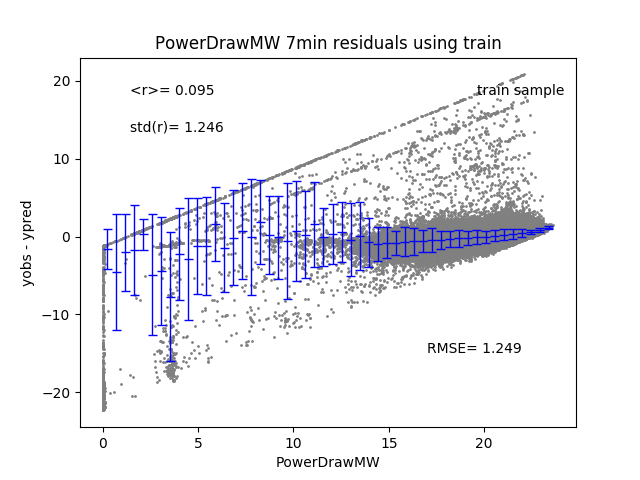 PowerDrawMW 7min residuals using train
<r>= 0.095
train sample
std(r)= 1.246
RMSE= 1.249
yobs - ypred
20
10
0
−10
−20
0 5 10 15 20
PowerDrawMW